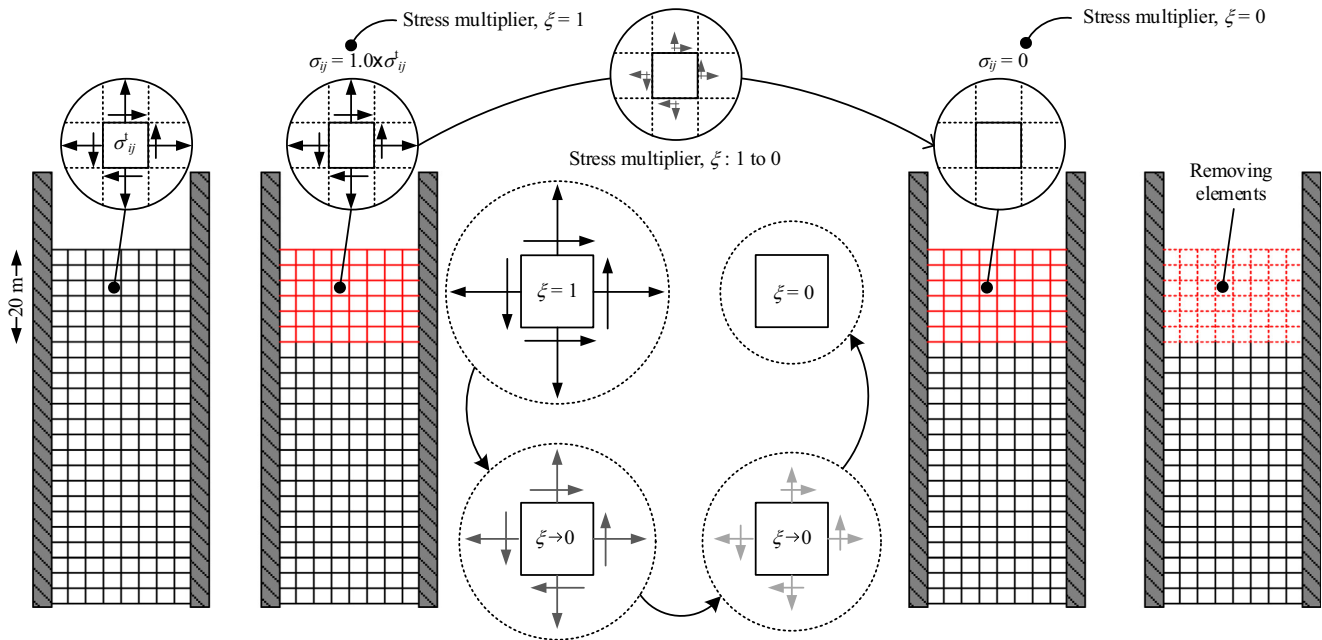 Stress multiplier, ξ = 1
σij = 1.0xσᵗij
Stress multiplier, ξ = 0
σij = 0
σᵗij
Stress multiplier, ξ : 1 to 0
Removing
elements
20 m
ξ = 1
ξ = 0
ξ→0
ξ→0